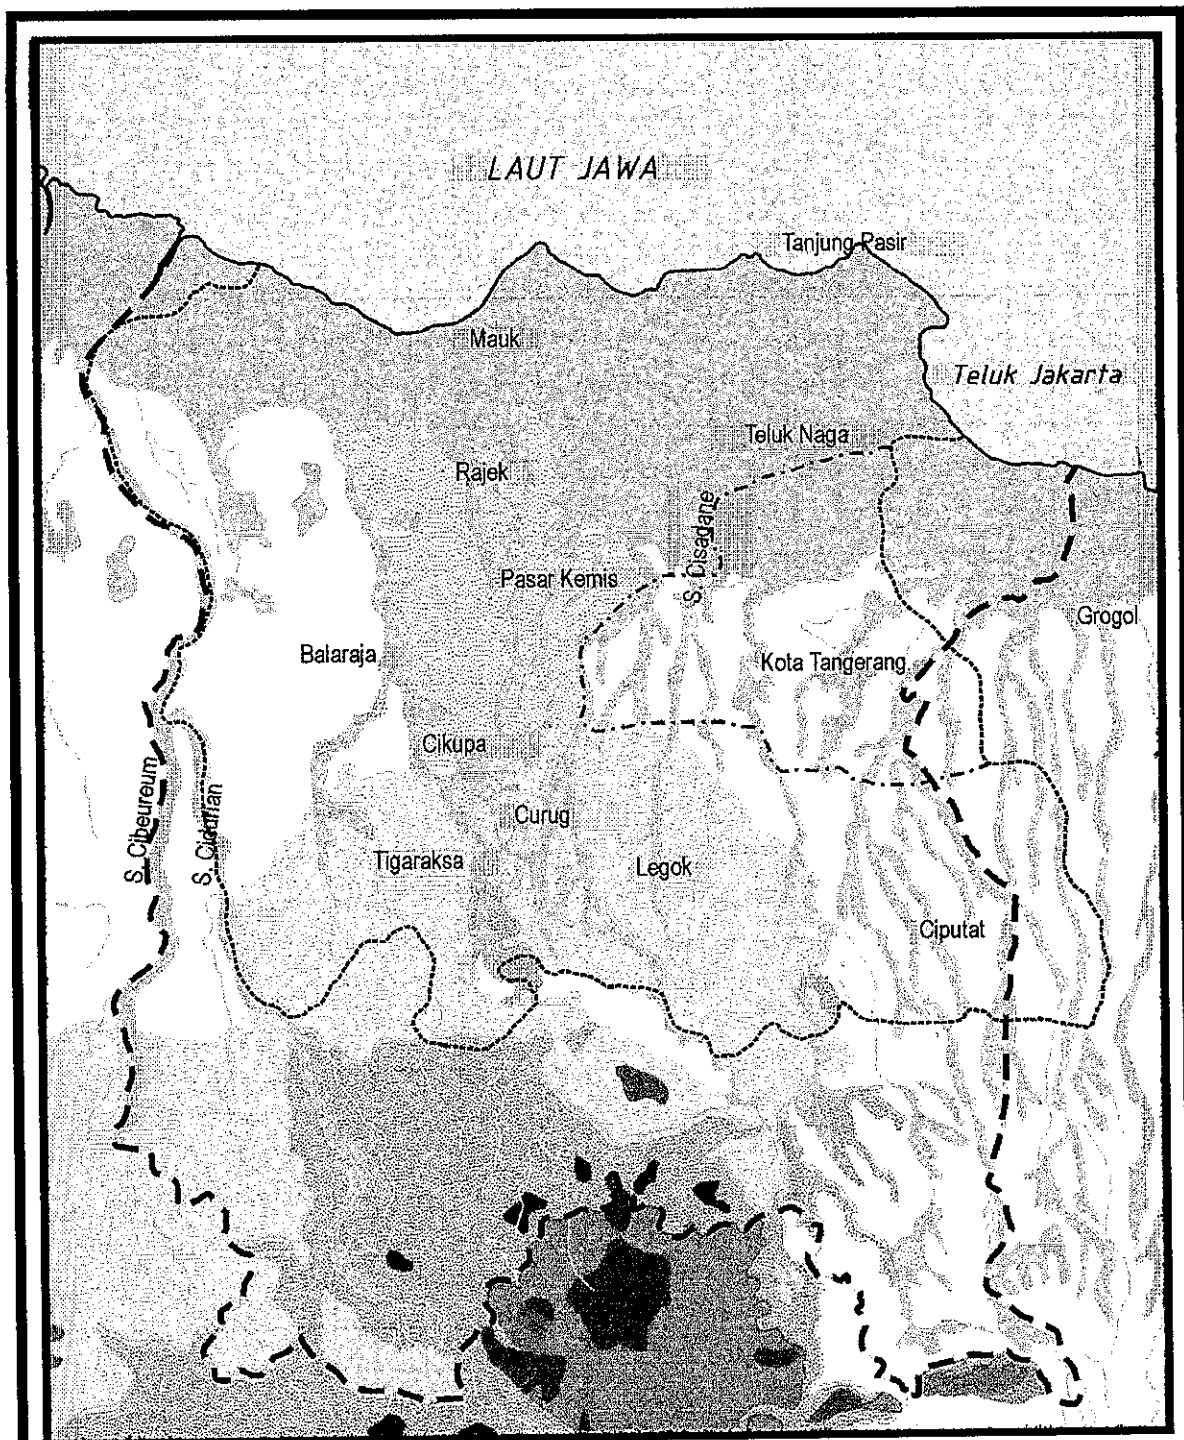 LAUT JAWA
Tanjung Pasir
Mauk
Teluk Jakarta
Teluk Naga
Rajek
S. Cisadane
Pasar Kemis
Grogol
Balaraja
Kota Tangerang
Cikupa
S. Cibeureum
S. Cidurian
Curug
Tigaraksa
Legok
Ciputat